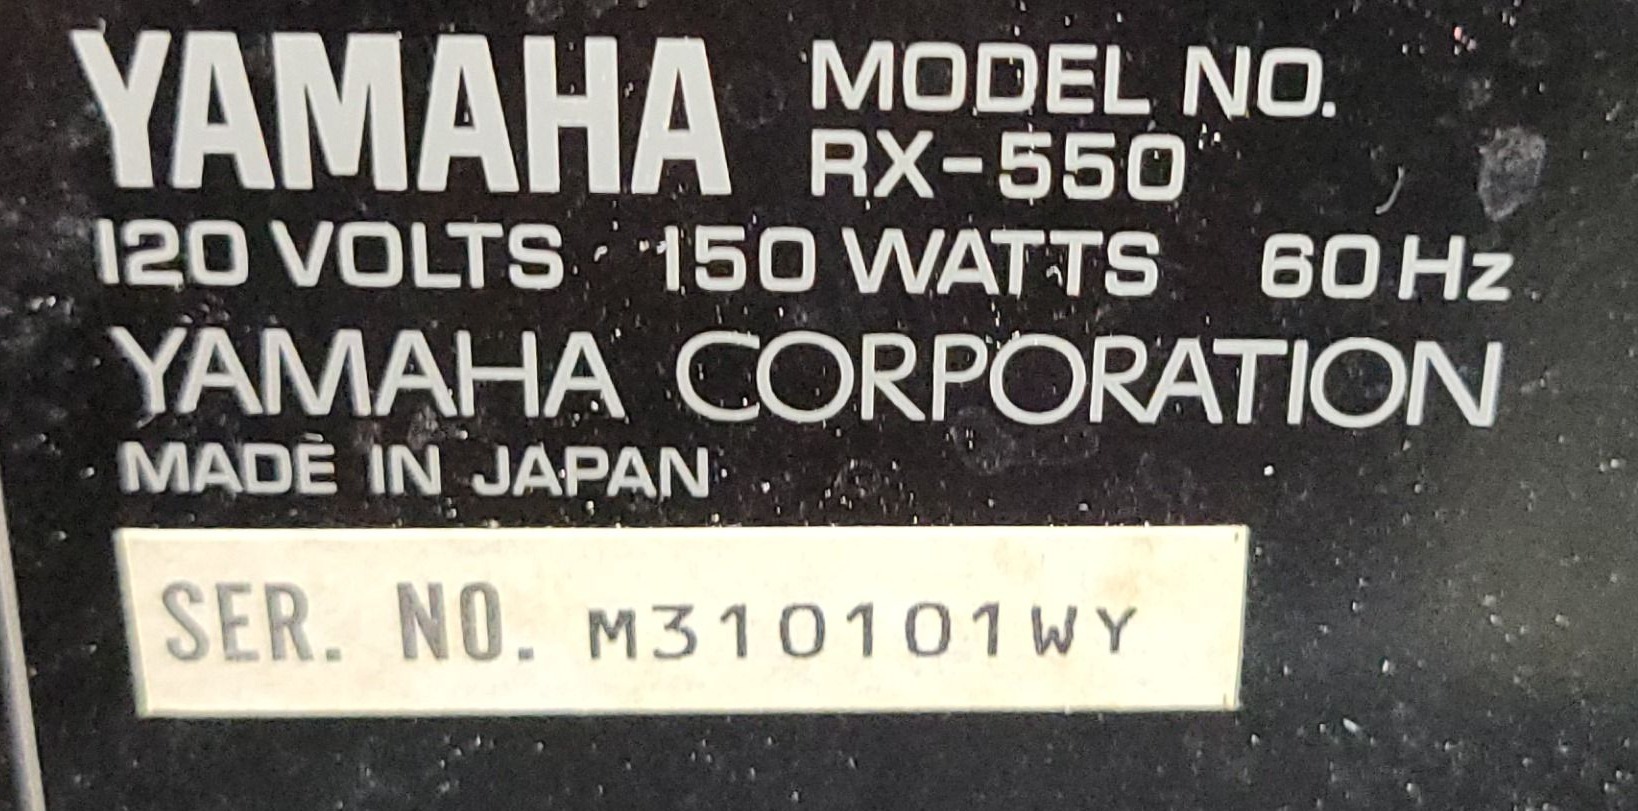 YAMAHA MODEL NO.
RX-550
120 VOLTS 150 WATTS 60 Hz
YAMAHA CORPORATION
MADE IN JAPAN
SER. NO. M310101WY